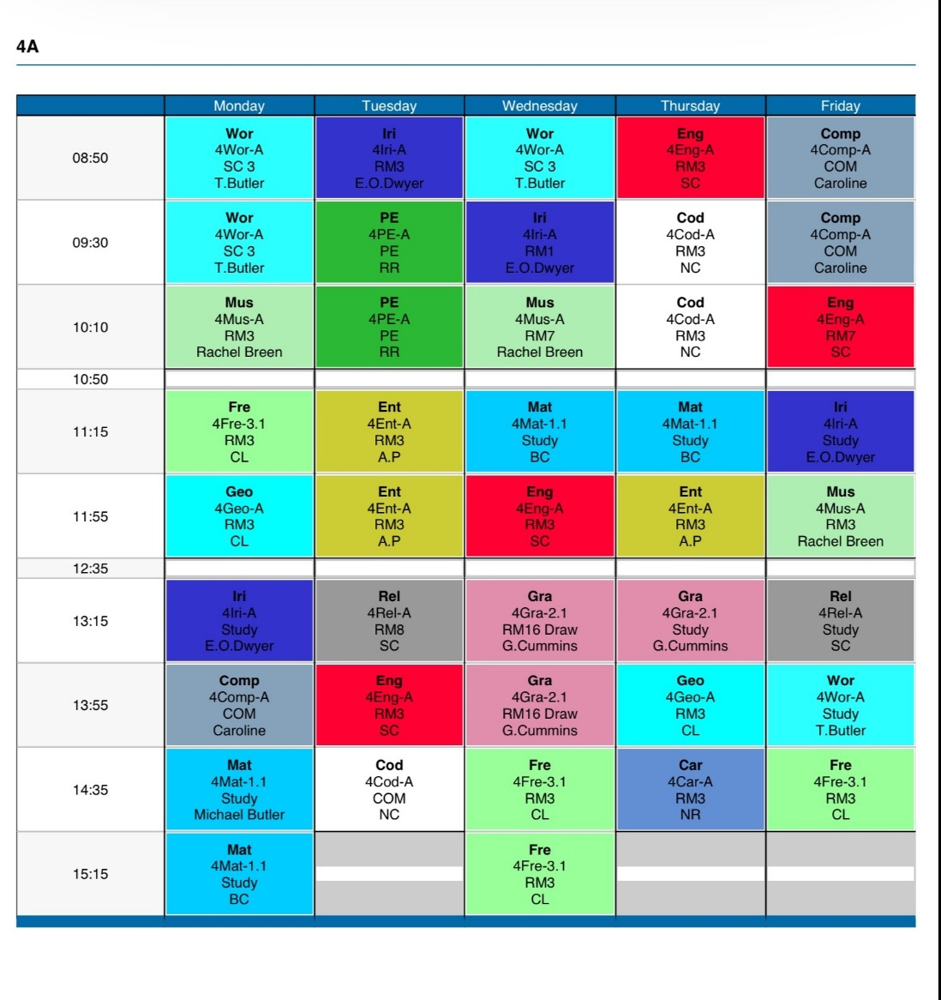 4A
Monday Tuesday Wednesday Thursday Friday
08:50
Wor
4Wor-A
SC 3
T.Butler
Iri
4Iri-A
RM3
E.O.Dwyer
Wor
4Wor-A
SC 3
T.Butler
Eng
4Eng-A
RM3
SC
Comp
4Comp-A
COM
Caroline
09:30
Wor
4Wor-A
SC 3
T.Butler
PE
4PE-A
PE
RR
Iri
4Iri-A
RM1
E.O.Dwyer
Cod
4Cod-A
RM3
NC
Comp
4Comp-A
COM
Caroline
10:10
Mus
4Mus-A
RM3
Rachel Breen
PE
4PE-A
PE
RR
Mus
4Mus-A
RM7
Rachel Breen
Cod
4Cod-A
RM3
NC
Eng
4Eng-A
RM7
SC
10:50
11:15
Fre
4Fre-3.1
RM3
CL
Ent
4Ent-A
RM3
A.P
Mat
4Mat-1.1
Study
BC
Mat
4Mat-1.1
Study
BC
Iri
4Iri-A
Study
E.O.Dwyer
11:55
Geo
4Geo-A
RM3
CL
Ent
4Ent-A
RM3
A.P
Eng
4Eng-A
RM3
SC
Ent
4Ent-A
RM3
A.P
Mus
4Mus-A
RM3
Rachel Breen
12:35
13:15
Iri
4Iri-A
Study
E.O.Dwyer
Rel
4Rel-A
RM8
SC
Gra
4Gra-2.1
RM16 Draw
G.Cummins
Gra
4Gra-2.1
Study
G.Cummins
Rel
4Rel-A
Study
SC
13:55
Comp
4Comp-A
COM
Caroline
Eng
4Eng-A
RM3
SC
Gra
4Gra-2.1
RM16 Draw
G.Cummins
Geo
4Geo-A
RM3
CL
Wor
4Wor-A
Study
T.Butler
14:35
Mat
4Mat-1.1
Study
Michael Butler
Cod
4Cod-A
COM
NC
Fre
4Fre-3.1
RM3
CL
Car
4Car-A
RM3
NR
Fre
4Fre-3.1
RM3
CL
15:15
Mat
4Mat-1.1
Study
BC
Fre
4Fre-3.1
RM3
CL